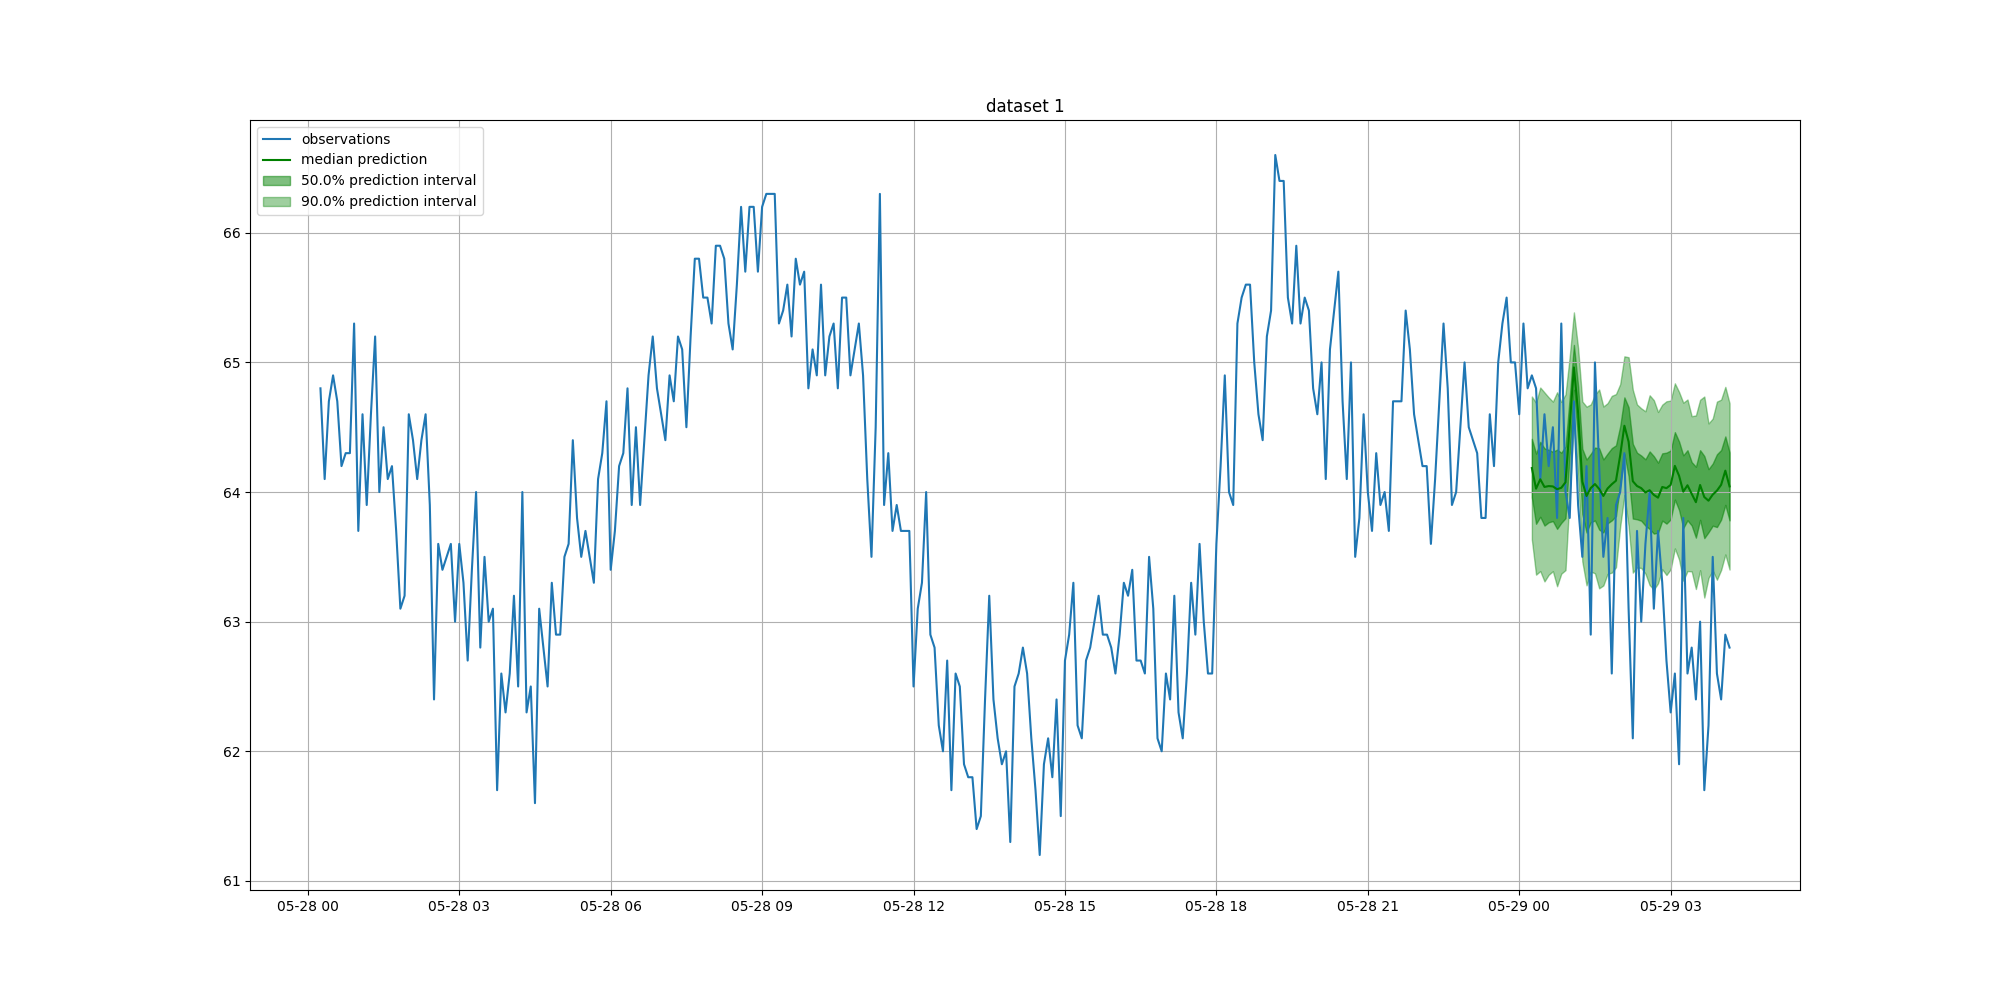 dataset 1
observations
median prediction
50.0% prediction interval
90.0% prediction interval
66
65
64
63
62
61
05-28 00 05-28 03 05-28 06 05-28 09 05-28 12 05-28 15 05-28 18 05-28 21 05-29 00 05-29 03